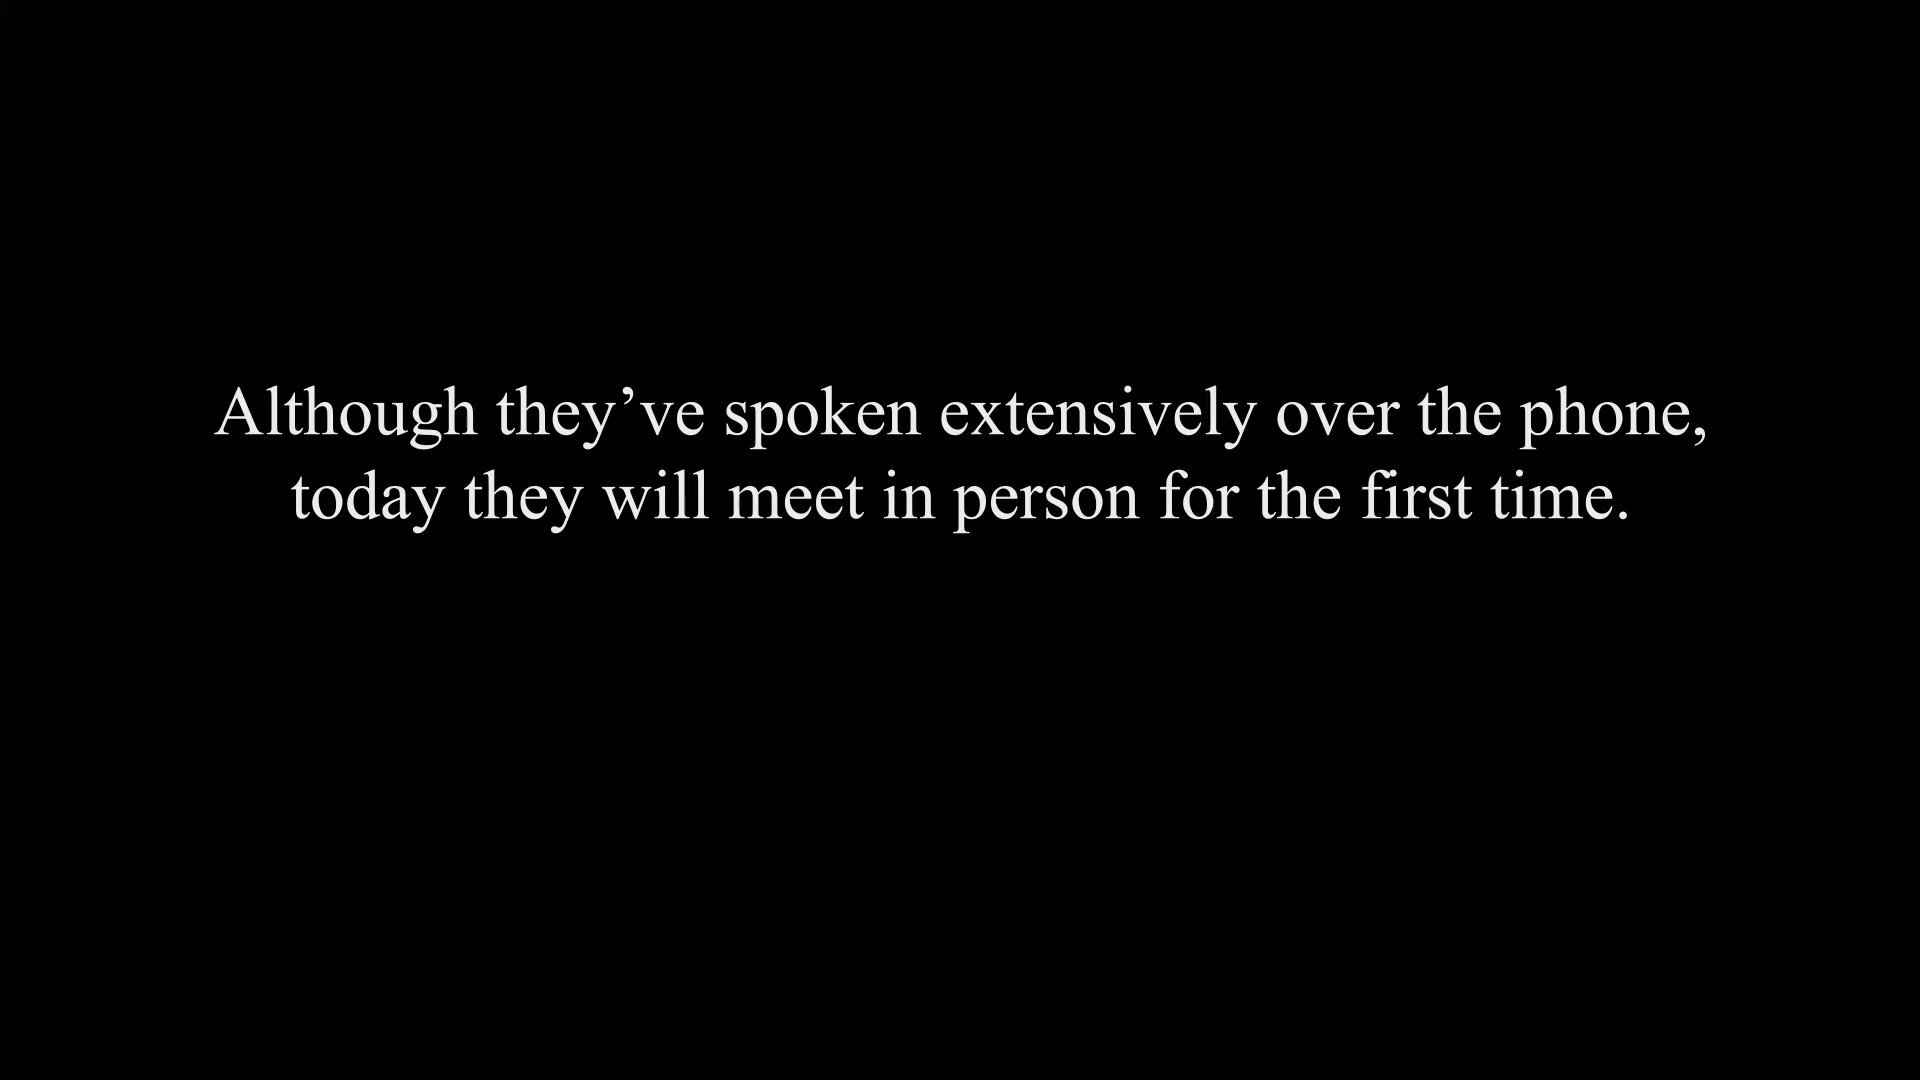 Although they’ve spoken extensively over the phone,
today they will meet in person for the first time.